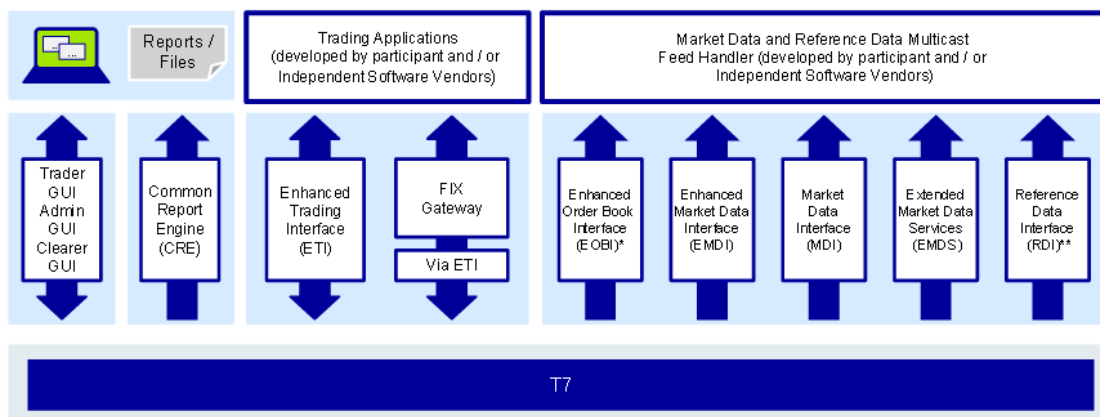 ...
...
Reports /
Files
Trading Applications
(developed by participant and / or
Independent Software Vendors)
Market Data and Reference Data Multicast
Feed Handler (developed by participant and / or
Independent Software Vendors)
Trader
GUI
Admin
GUI
Clearer
GUI
Common
Report
Engine
(CRE)
Enhanced
Trading
Interface
(ETI)
FIX
Gateway
Via ETI
Enhanced
Order Book
Interface
(EOBI)*
Enhanced
Market Data
Interface
(EMDI)
Market
Data
Interface
(MDI)
Extended
Market Data
Services
(EMDS)
Reference
Data
Interface
(RDI)**
T7